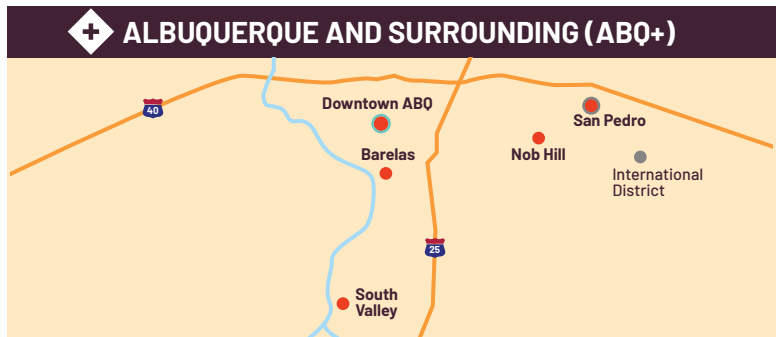 ALBUQUERQUE AND SURROUNDING (ABQ+)
40
Downtown ABQ
San Pedro
Barelas
Nob Hill
International
District
25
South
Valley